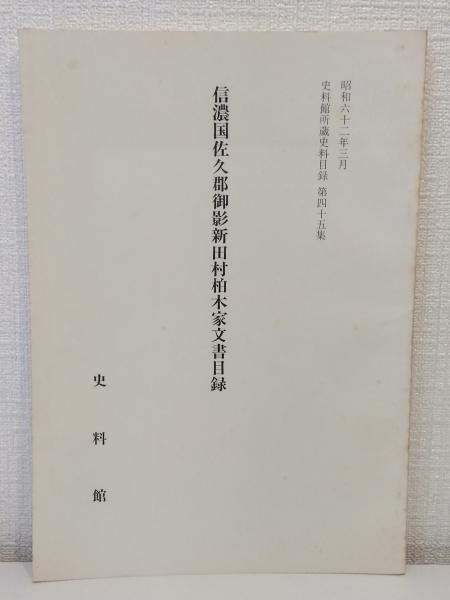 昭和六十二年三月
史料館所蔵史料目録 第四十五集
信濃国佐久郡御影新田村柏木家文書目録
史料館